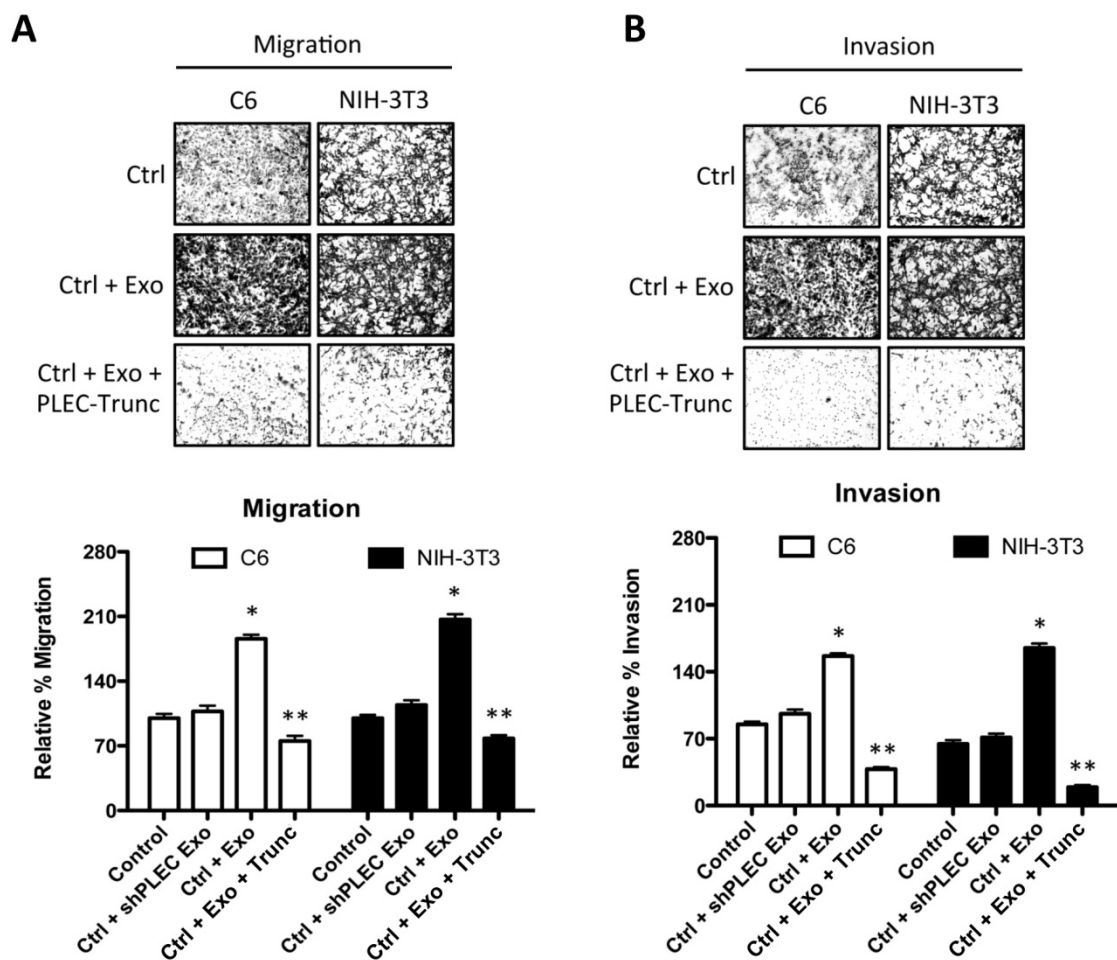 A
Migration
C6 NIH-3T3
Ctrl
Ctrl + Exo
Ctrl + Exo +
PLEC-Trunc
Migration
C6 NIH-3T3
Relative % Migration
280
210
140
70
0
Control
Ctrl + shPLEC Exo
Ctrl + Exo
Ctrl + Exo + Trunc
Control
Ctrl + shPLEC Exo
Ctrl + Exo
Ctrl + Exo + Trunc
*
**
*
**
B
Invasion
C6 NIH-3T3
Ctrl
Ctrl + Exo
Ctrl + Exo +
PLEC-Trunc
Invasion
C6 NIH-3T3
Relative % Invasion
280
210
140
70
0
Control
Ctrl + shPLEC Exo
Ctrl + Exo
Ctrl + Exo + Trunc
Control
Ctrl + shPLEC Exo
Ctrl + Exo
Ctrl + Exo + Trunc
*
**
*
**